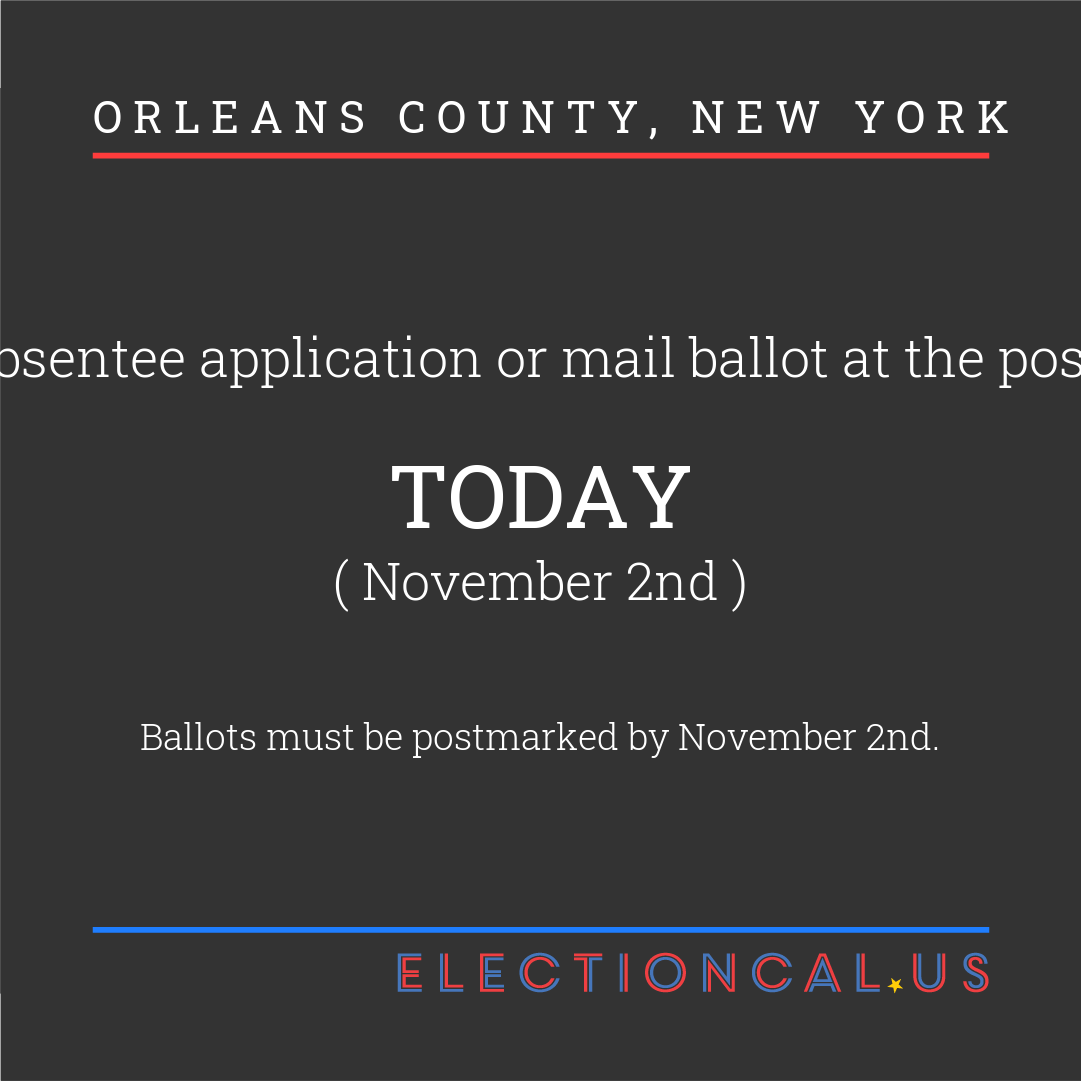 ORLEANS COUNTY, NEW YORK
bsentee application or mail ballot at the pos
TODAY
( November 2nd )
Ballots must be postmarked by November 2nd.
ELECTIONCAL.US